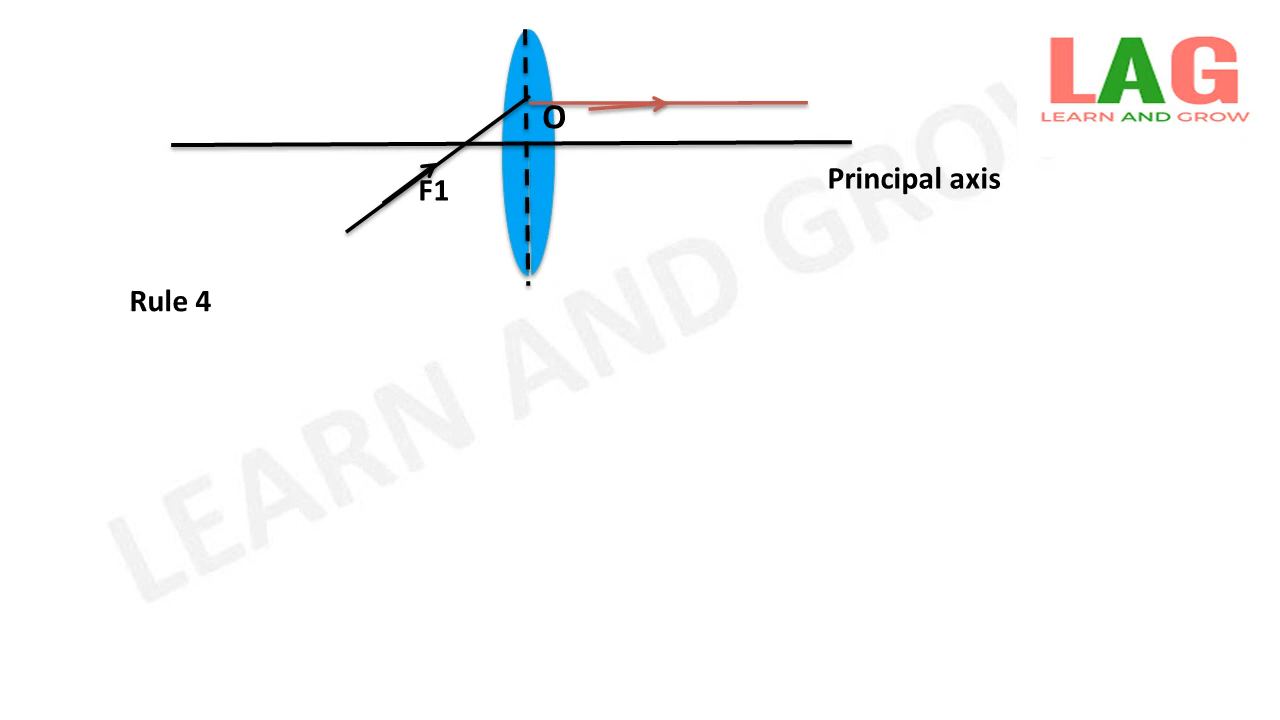 LAG
LEARN AND GROW
O
Principal axis
F1
Rule 4
LEARN AND GROW